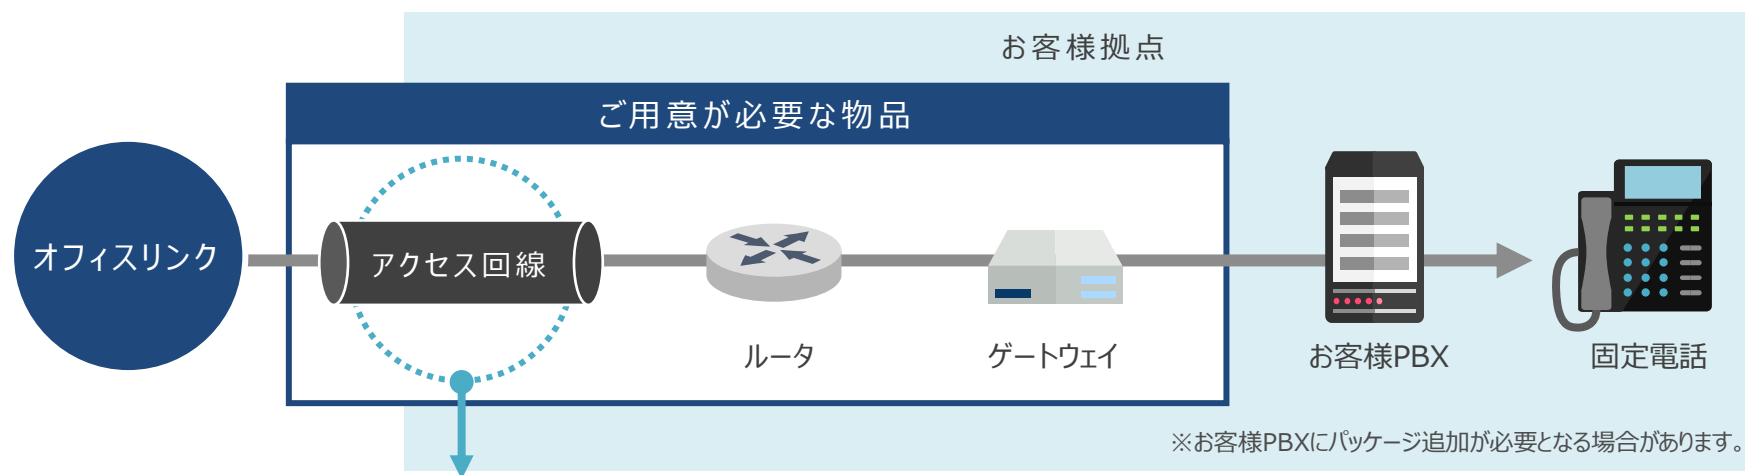 お客様拠点
ご用意が必要な物品
オフィスリンク
アクセス回線
ルータ
ゲートウェイ
お客様PBX
固定電話
※お客様PBXにパッケージ追加が必要となる場合があります。